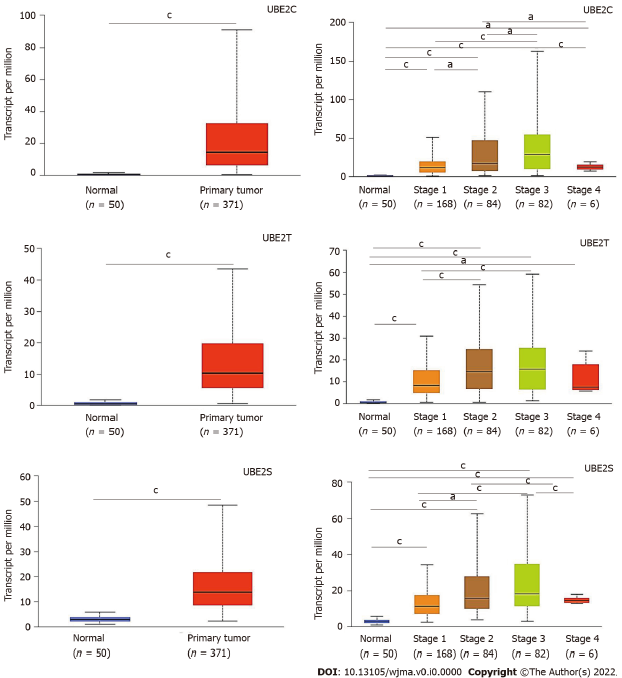 UBE2C
c
Transcript per million
100
80
60
40
20
0
Normal
Primary tumor
(n = 50)
(n = 371)
UBE2C
a
a
a
c
c
c
c
c
a
Transcript per million
200
150
100
50
0
Normal
Stage 1
Stage 2
Stage 3
Stage 4
(n = 50)
(n = 168)
(n = 84)
(n = 82)
(n = 6)
UBE2T
c
Transcript per million
50
40
30
20
10
0
Normal
Primary tumor
(n = 50)
(n = 371)
UBE2T
c
c
a
c
c
c
Transcript per million
70
60
50
40
30
20
10
0
Normal
Stage 1
Stage 2
Stage 3
Stage 4
(n = 50)
(n = 168)
(n = 84)
(n = 82)
(n = 6)
UBE2S
c
Transcript per million
60
50
40
30
20
10
0
Normal
Primary tumor
(n = 50)
(n = 371)
UBE2S
c
c
c
c
c
a
c
c
Transcript per million
80
60
40
20
0
Normal
Stage 1
Stage 2
Stage 3
Stage 4
(n = 50)
(n = 168)
(n = 84)
(n = 82)
(n = 6)
DOI: 10.13105/wjma.v0.i0.0000 Copyright ©The Author(s) 2022.